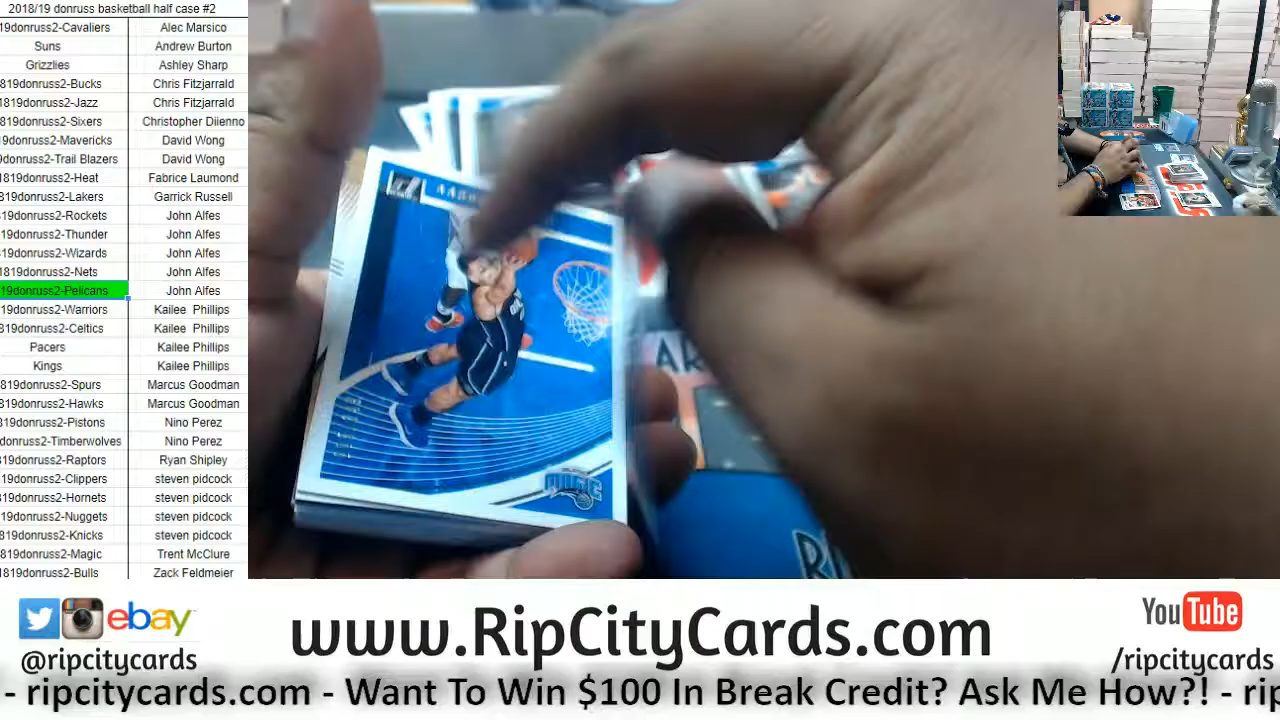 2018/19 donruss basketball half case #2
19donruss2-Cavaliers Alec Marsico
Suns Andrew Burton
Grizzlies Ashley Sharp
1819donruss2-Bucks Chris Fitzjarrald
1819donruss2-Jazz Chris Fitzjarrald
1819donruss2-Sixers Christopher Diienno
19donruss2-Mavericks David Wong
donruss2-Trail Blazers David Wong
1819donruss2-Heat Fabrice Laumond
819donruss2-Lakers Garrick Russell
819donruss2-Rockets John Alfes
819donruss2-Thunder John Alfes
819donruss2-Wizards John Alfes
1819donruss2-Nets John Alfes
19donruss2-Pelicans John Alfes
19donruss2-Warriors Kailee Phillips
819donruss2-Celtics Kailee Phillips
Pacers Kailee Phillips
Kings Kailee Phillips
819donruss2-Spurs Marcus Goodman
819donruss2-Hawks Marcus Goodman
819donruss2-Pistons Nino Perez
donruss2-Timberwolves Nino Perez
819donruss2-Raptors Ryan Shipley
819donruss2-Clippers steven pidcock
819donruss2-Hornets steven pidcock
19donruss2-Nuggets steven pidcock
819donruss2-Knicks steven pidcock
819donruss2-Magic Trent McClure
1819donruss2-Bulls Zack Feldmeier
MAGIC
ebay
@ripcitycards
www.RipCityCards.com
YouTube
/ripcitycards
- ripcitycards.com - Want To Win $100 In Break Credit? Ask Me How?! - rip